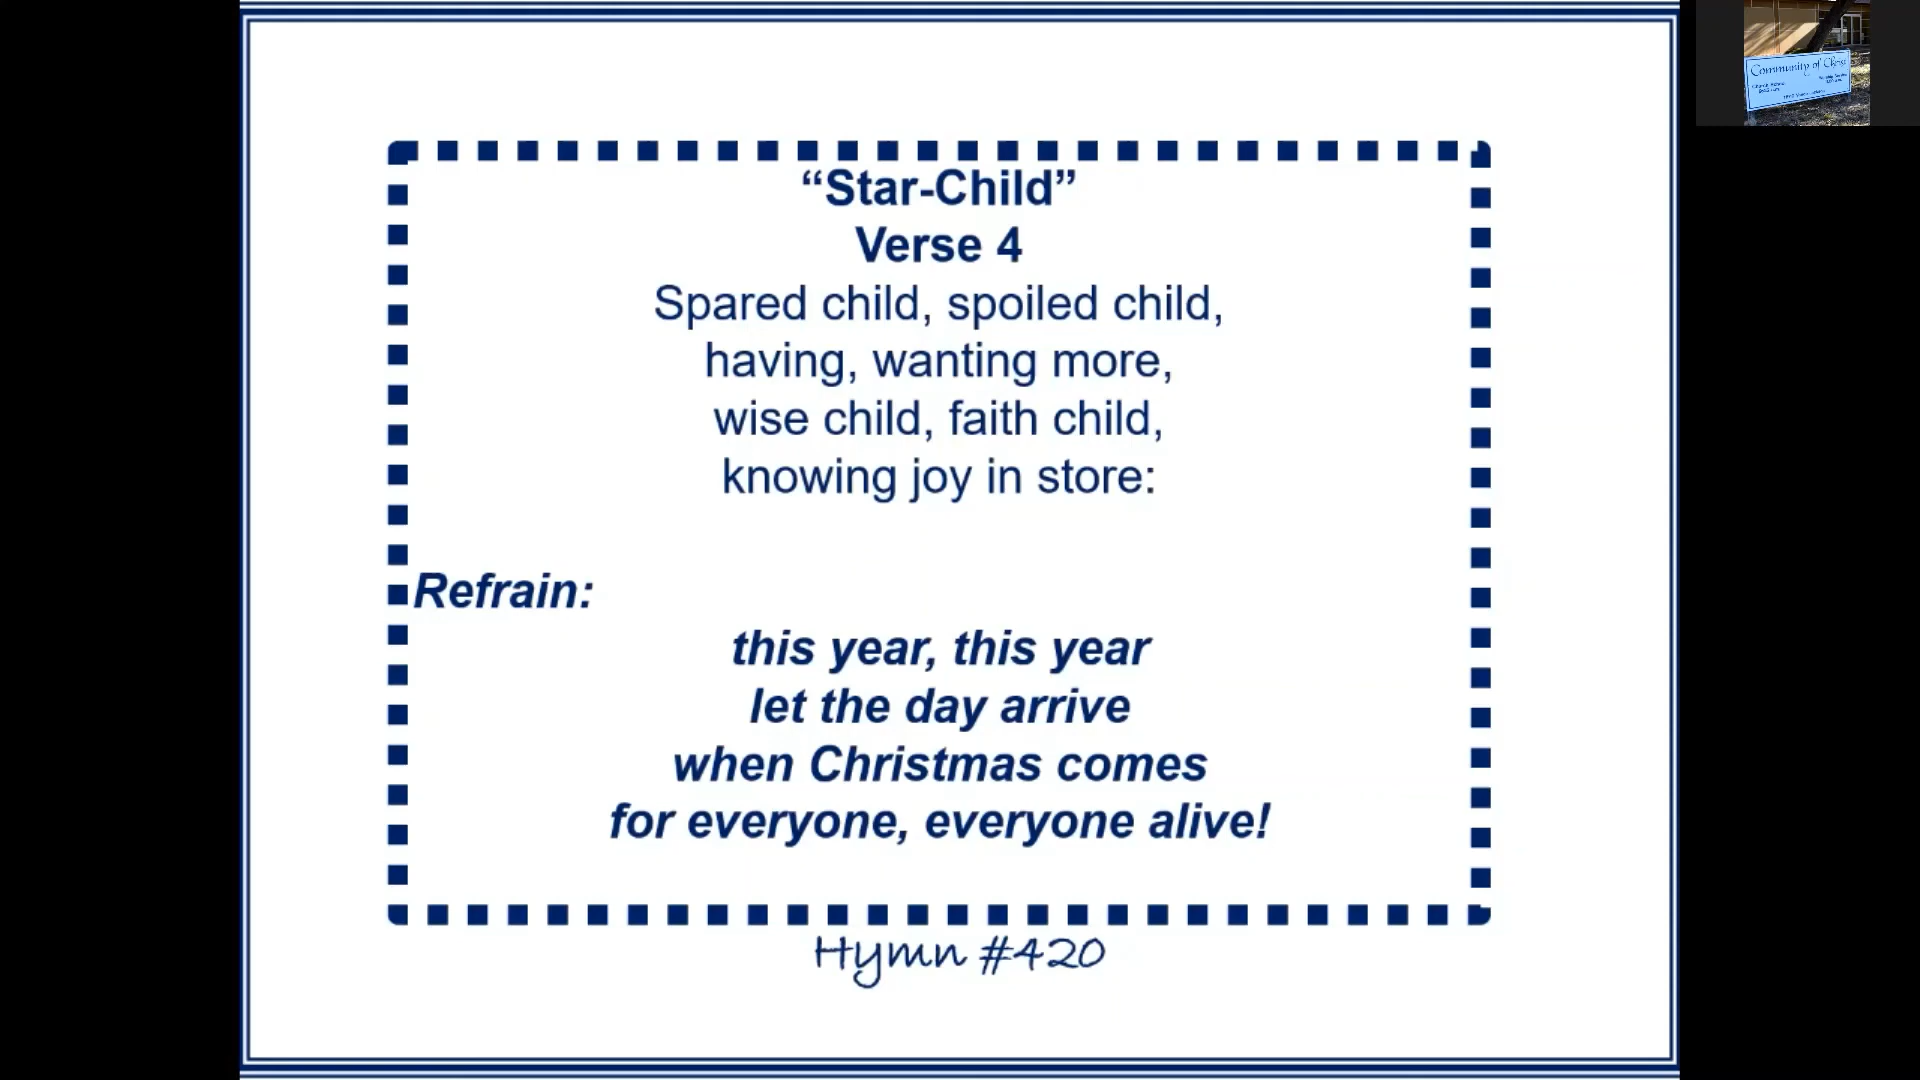 “Star-Child”
Verse 4
Spared child, spoiled child,
having, wanting more,
wise child, faith child,
knowing joy in store:
Refrain:
this year, this year
let the day arrive
when Christmas comes
for everyone, everyone alive!
Hymn #420
Community of Christ